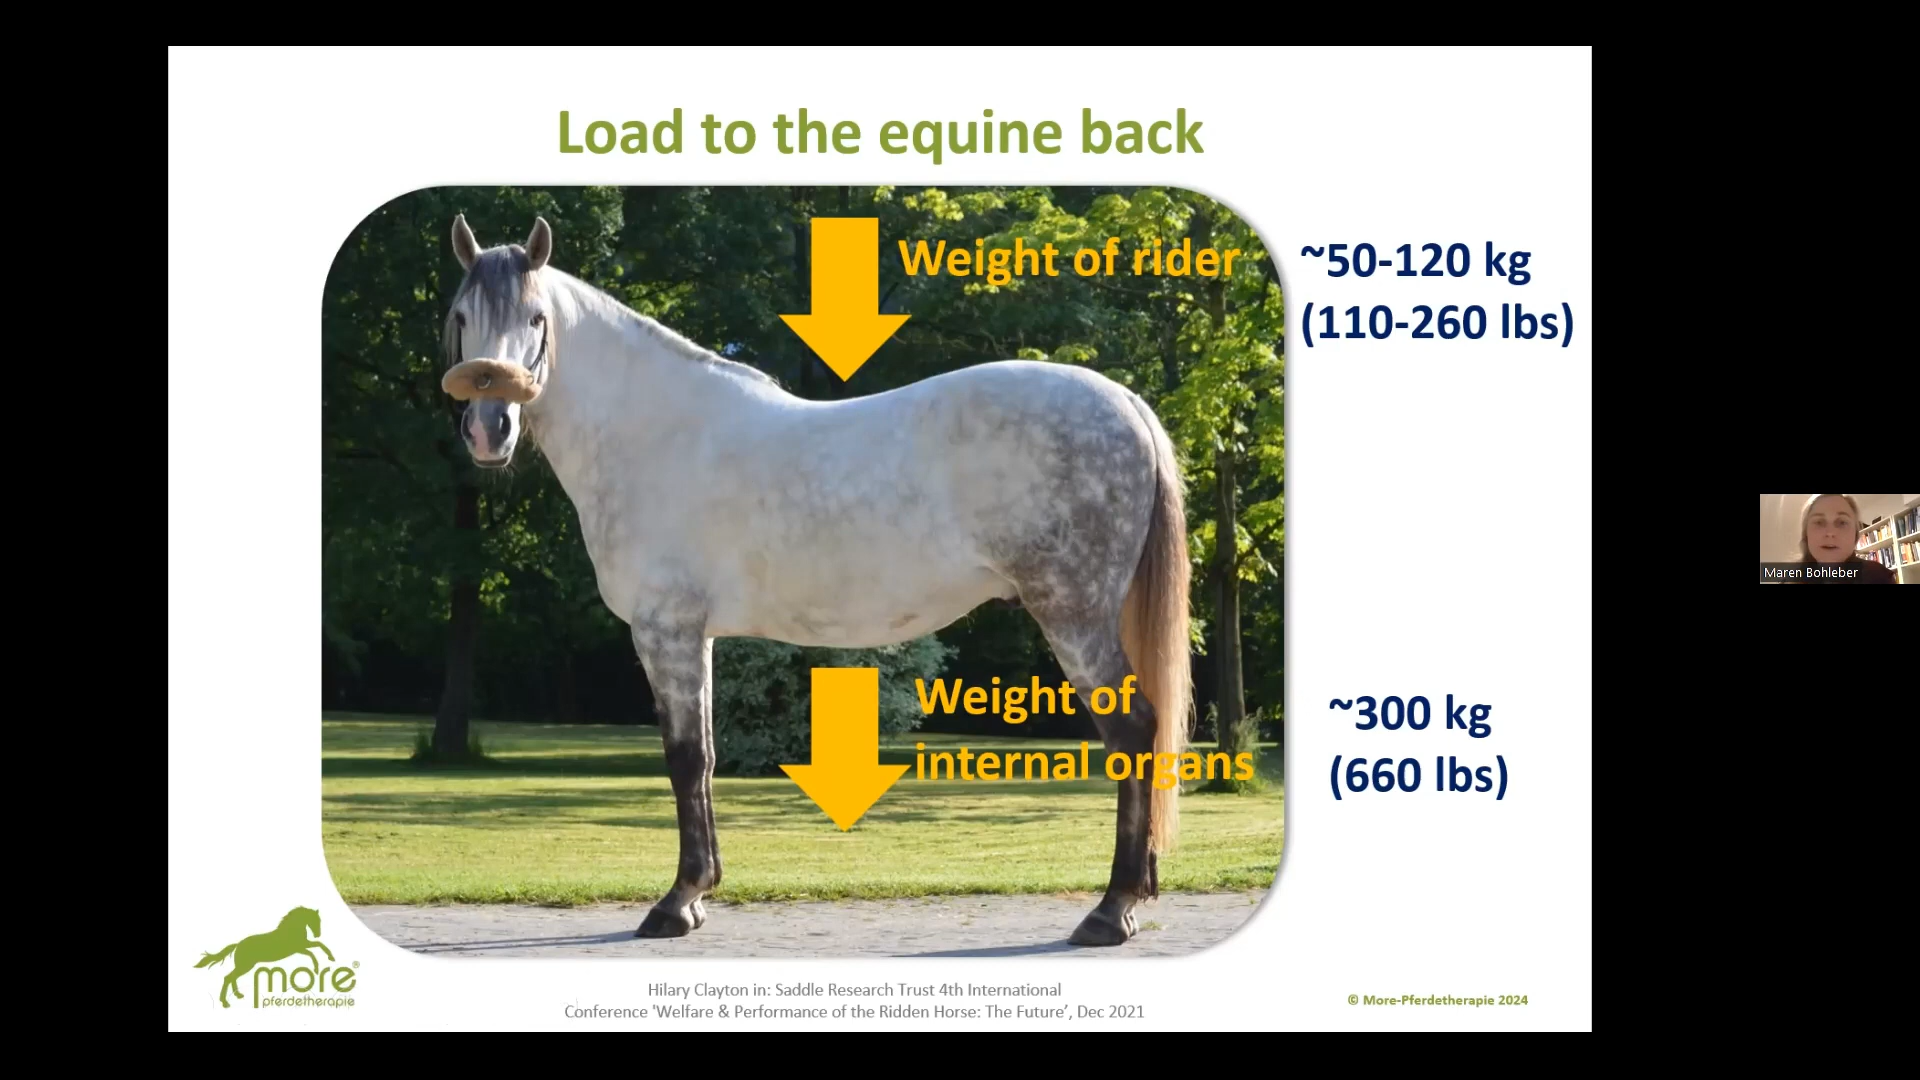 Load to the equine back
Weight of rider
~50-120 kg
(110-260 lbs)
Weight of
internal organs
~300 kg
(660 lbs)
Maren Bohleber
more®
pferdetherapie
Hilary Clayton in: Saddle Research Trust 4th International
Conference 'Welfare & Performance of the Ridden Horse: The Future’, Dec 2021
© More-Pferdetherapie 2024